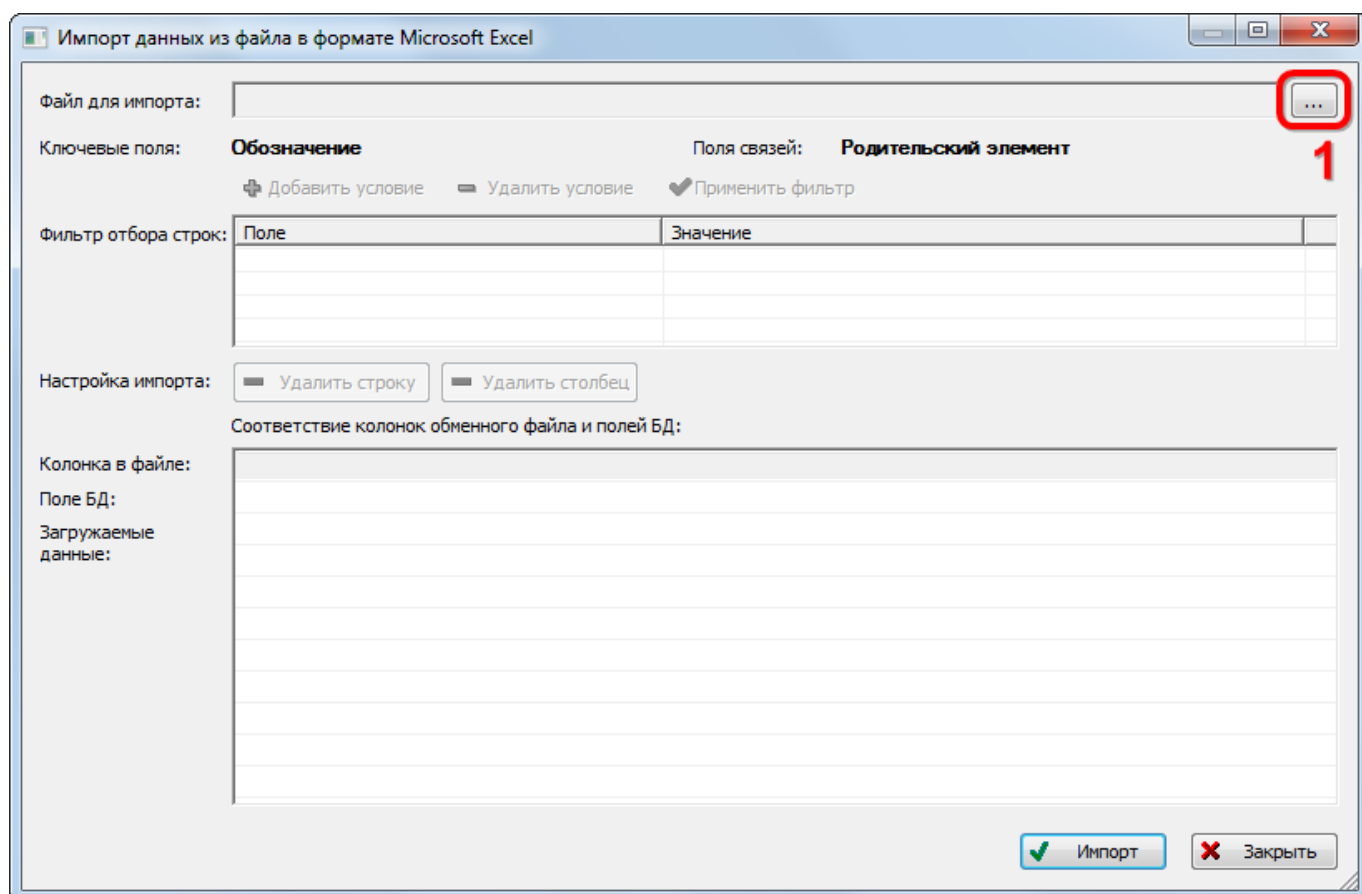 Импорт данных из файла в формате Microsoft Excel
Файл для импорта: ...
1
Ключевые поля: Обозначение Поля связей: Родительский элемент
Добавить условие Удалить условие Применить фильтр
Фильтр отбора строк: Поле Значение
Настройка импорта: Удалить строку Удалить столбец
Соответствие колонок обменного файла и полей БД:
Колонка в файле:
Поле БД:
Загружаемые
данные:
Импорт Закрыть